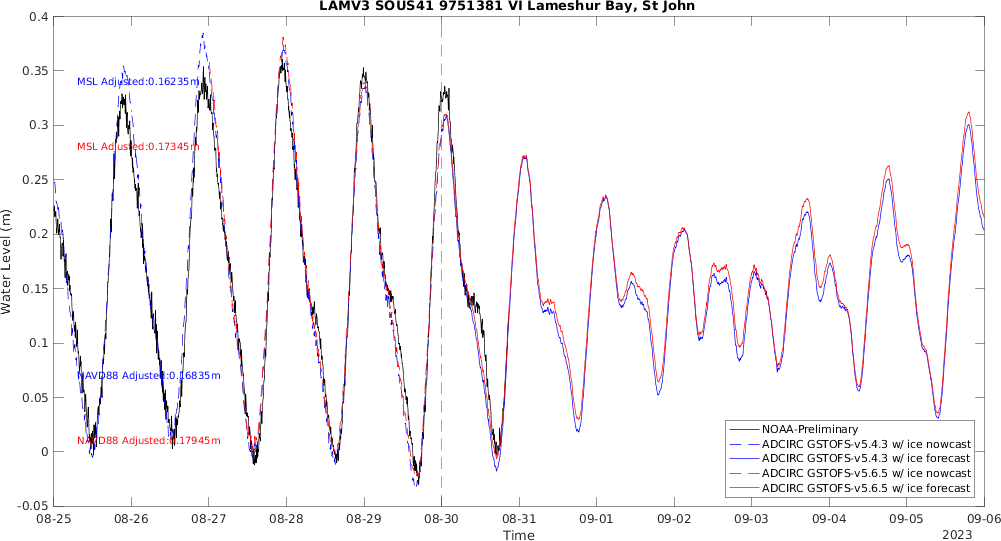 LAMV3 SOUS41 9751381 VI Lameshur Bay, St John
Water Level (m)
0.4
0.35
0.3
0.25
0.2
0.15
0.1
0.05
0
-0.05
MSL Adjusted:0.16235m
MSL Adjusted:0.17345m
NAVD88 Adjusted:0.16835m
NAVD88 Adjusted:0.17945m
NOAA-Preliminary
ADCIRC GSTOFS-v5.4.3 w/ ice nowcast
ADCIRC GSTOFS-v5.4.3 w/ ice forecast
ADCIRC GSTOFS-v5.6.5 w/ ice nowcast
ADCIRC GSTOFS-v5.6.5 w/ ice forecast
08-25 08-26 08-27 08-28 08-29 08-30 08-31 09-01 09-02 09-03 09-04 09-05 09-06
Time
2023